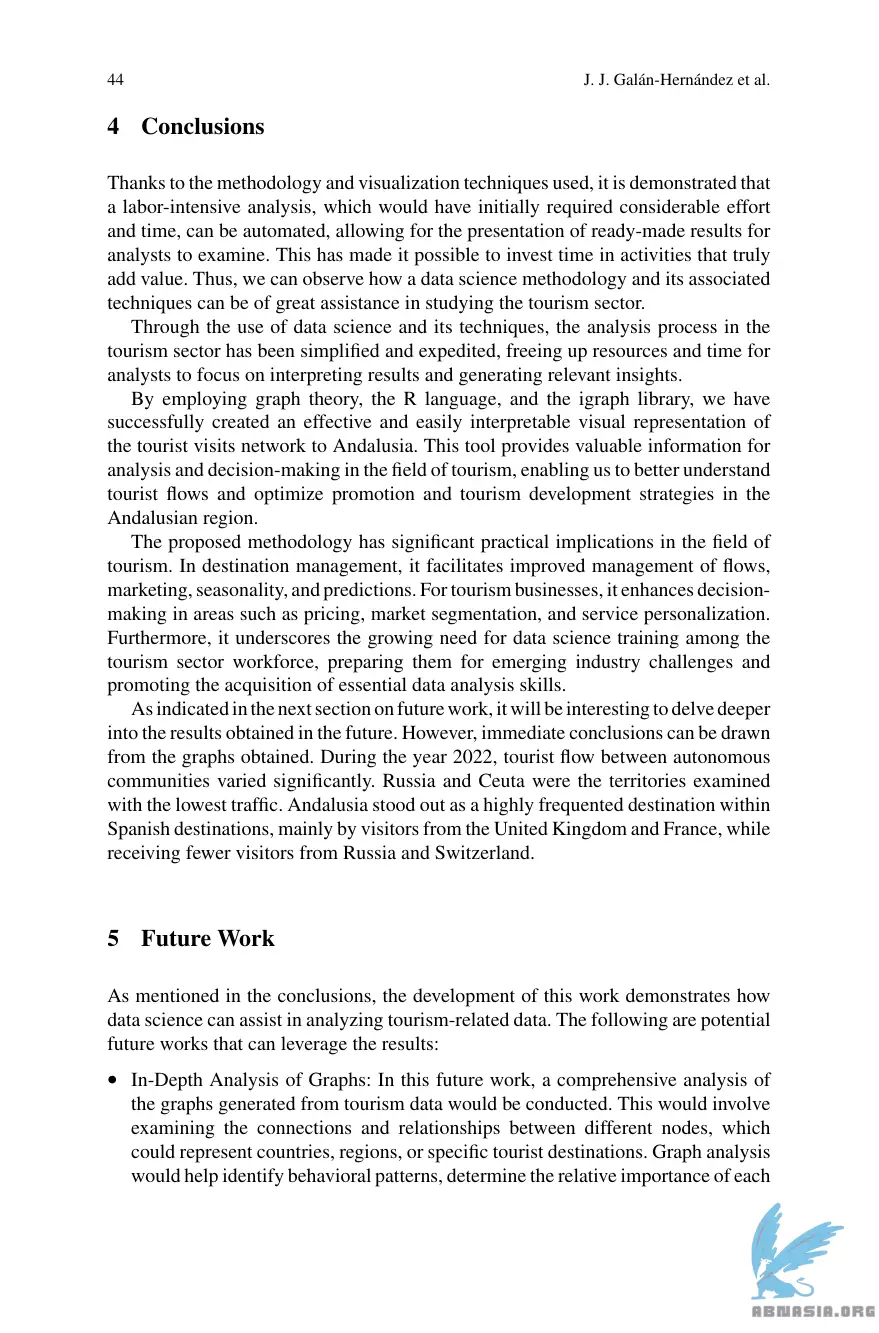 44
J. J. Galán-Hernández et al.
4 Conclusions
Thanks to the methodology and visualization techniques used, it is demonstrated that
a labor-intensive analysis, which would have initially required considerable effort
and time, can be automated, allowing for the presentation of ready-made results for
analysts to examine. This has made it possible to invest time in activities that truly
add value. Thus, we can observe how a data science methodology and its associated
techniques can be of great assistance in studying the tourism sector.
Through the use of data science and its techniques, the analysis process in the
tourism sector has been simplified and expedited, freeing up resources and time for
analysts to focus on interpreting results and generating relevant insights.
By employing graph theory, the R language, and the igraph library, we have
successfully created an effective and easily interpretable visual representation of
the tourist visits network to Andalusia. This tool provides valuable information for
analysis and decision-making in the field of tourism, enabling us to better understand
tourist flows and optimize promotion and tourism development strategies in the
Andalusian region.
The proposed methodology has significant practical implications in the field of
tourism. In destination management, it facilitates improved management of flows,
marketing, seasonality, and predictions. For tourism businesses, it enhances decision-
making in areas such as pricing, market segmentation, and service personalization.
Furthermore, it underscores the growing need for data science training among the
tourism sector workforce, preparing them for emerging industry challenges and
promoting the acquisition of essential data analysis skills.
As indicated in the next section on future work, it will be interesting to delve deeper
into the results obtained in the future. However, immediate conclusions can be drawn
from the graphs obtained. During the year 2022, tourist flow between autonomous
communities varied significantly. Russia and Ceuta were the territories examined
with the lowest traffic. Andalusia stood out as a highly frequented destination within
Spanish destinations, mainly by visitors from the United Kingdom and France, while
receiving fewer visitors from Russia and Switzerland.
5 Future Work
As mentioned in the conclusions, the development of this work demonstrates how
data science can assist in analyzing tourism-related data. The following are potential
future works that can leverage the results:
• In-Depth Analysis of Graphs: In this future work, a comprehensive analysis of
the graphs generated from tourism data would be conducted. This would involve
examining the connections and relationships between different nodes, which
could represent countries, regions, or specific tourist destinations. Graph analysis
would help identify behavioral patterns, determine the relative importance of each
ABMASIA.ORG